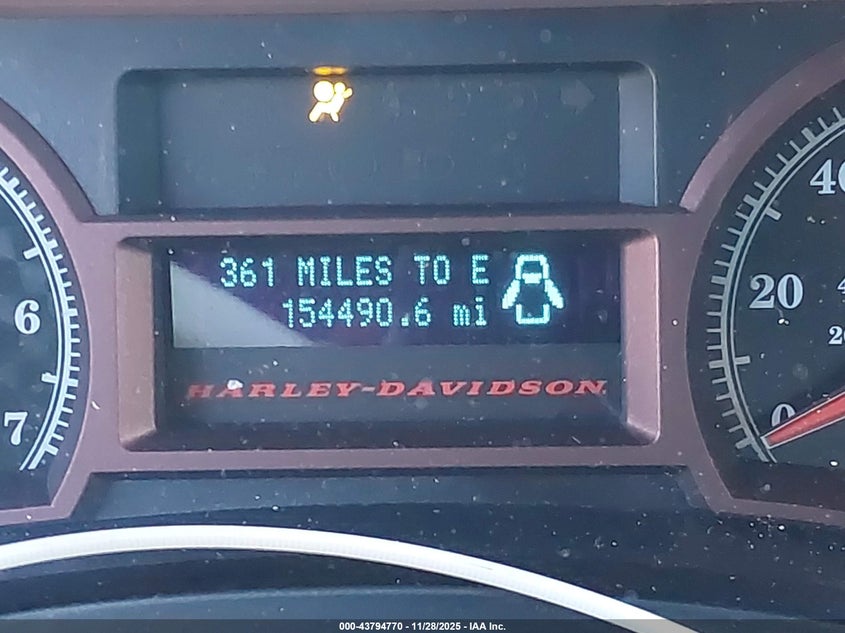 361 MILES TO E
154490.6 mi
HARLEY-DAVIDSON
6
7
40
20
0
000-43794770 - 11/28/2025 - IAA Inc.